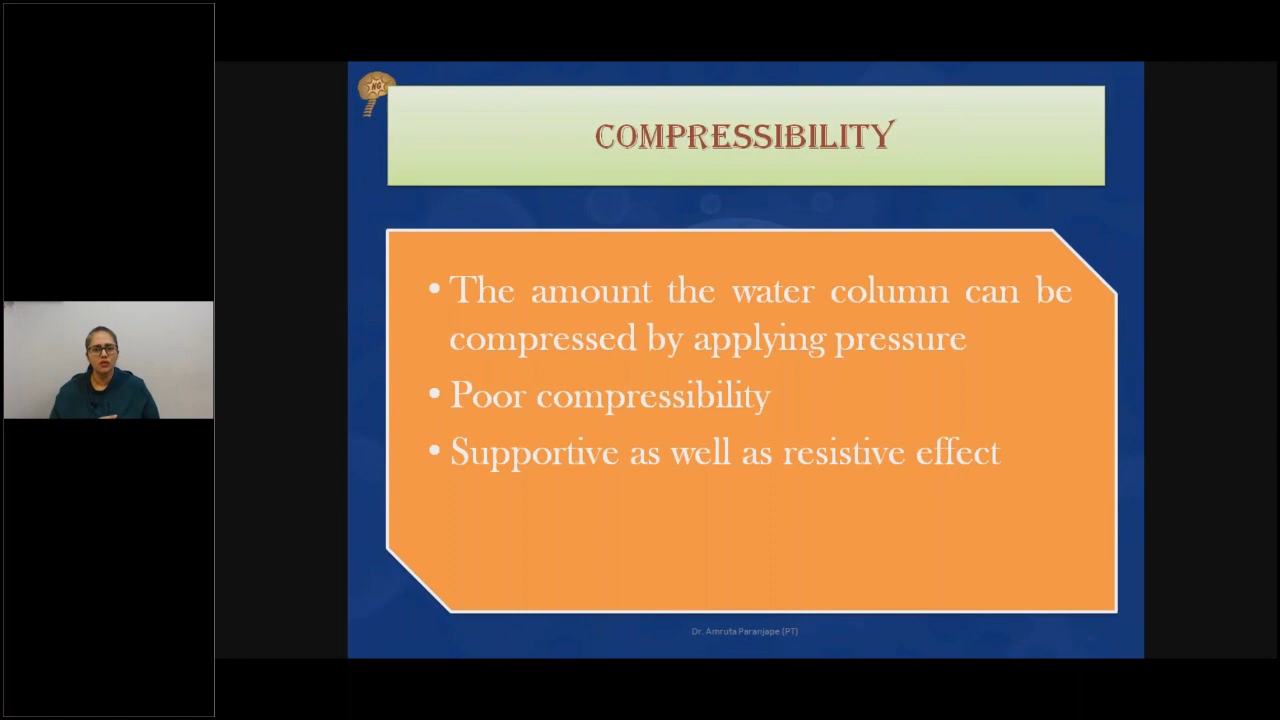 NG
COMPRESSIBILITY
• The amount the water column can be
compressed by applying pressure
• Poor compressibility
• Supportive as well as resistive effect
Dr. Amruta Paranjape (PT)